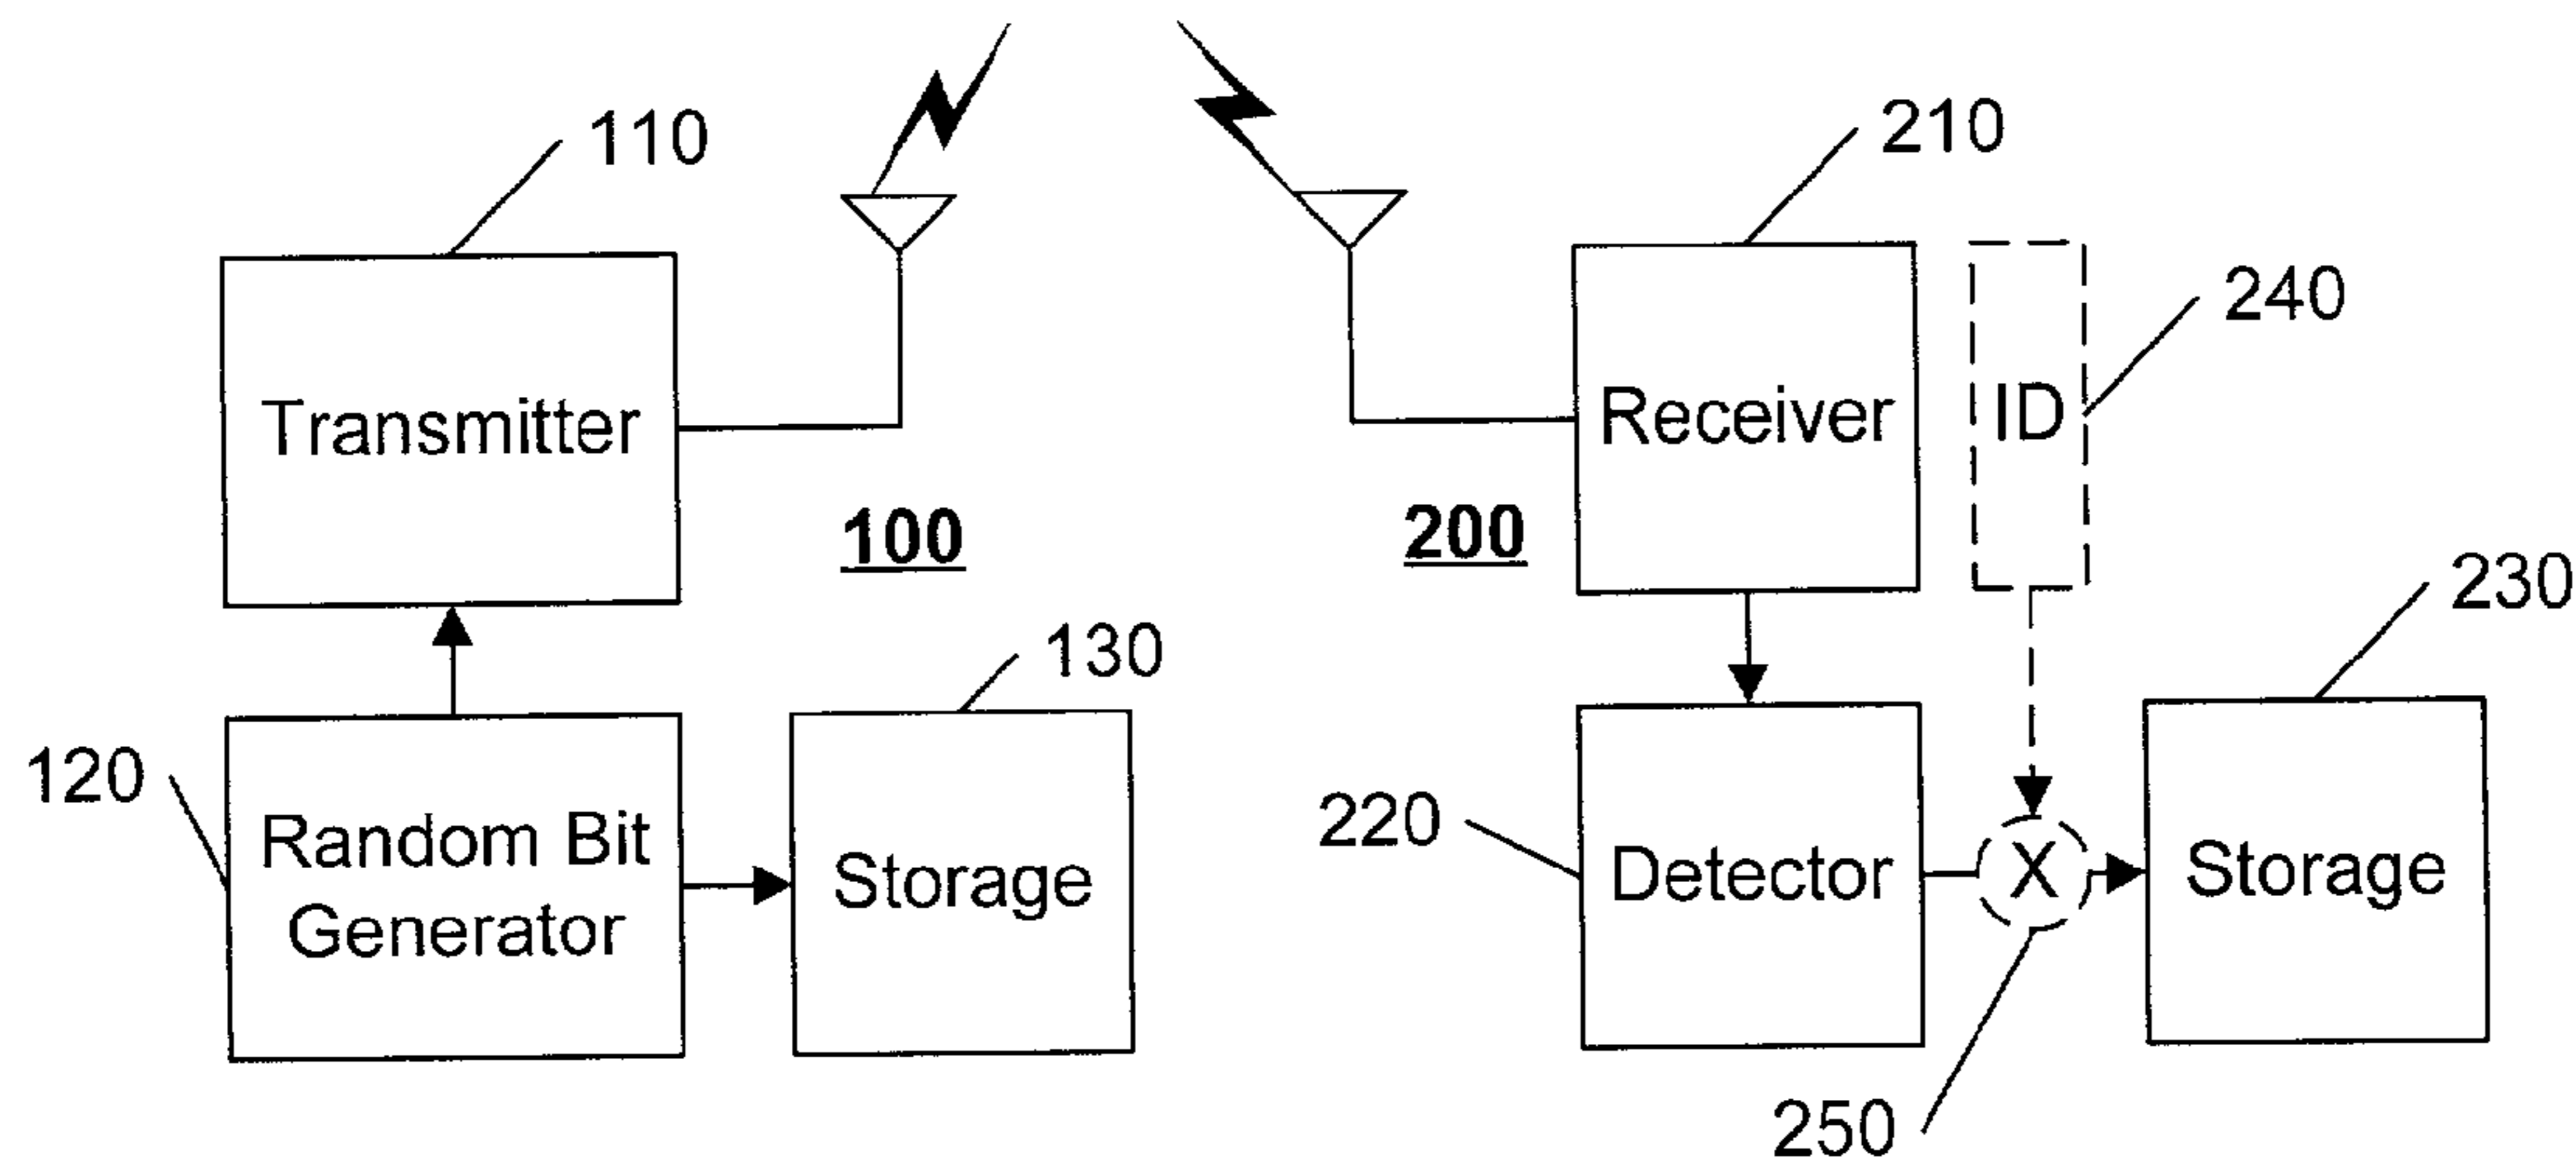 110
210
240
Transmitter
Receiver
ID
100
200
130
230
120
Random Bit
Generator
Storage
220
Detector
X
Storage
250